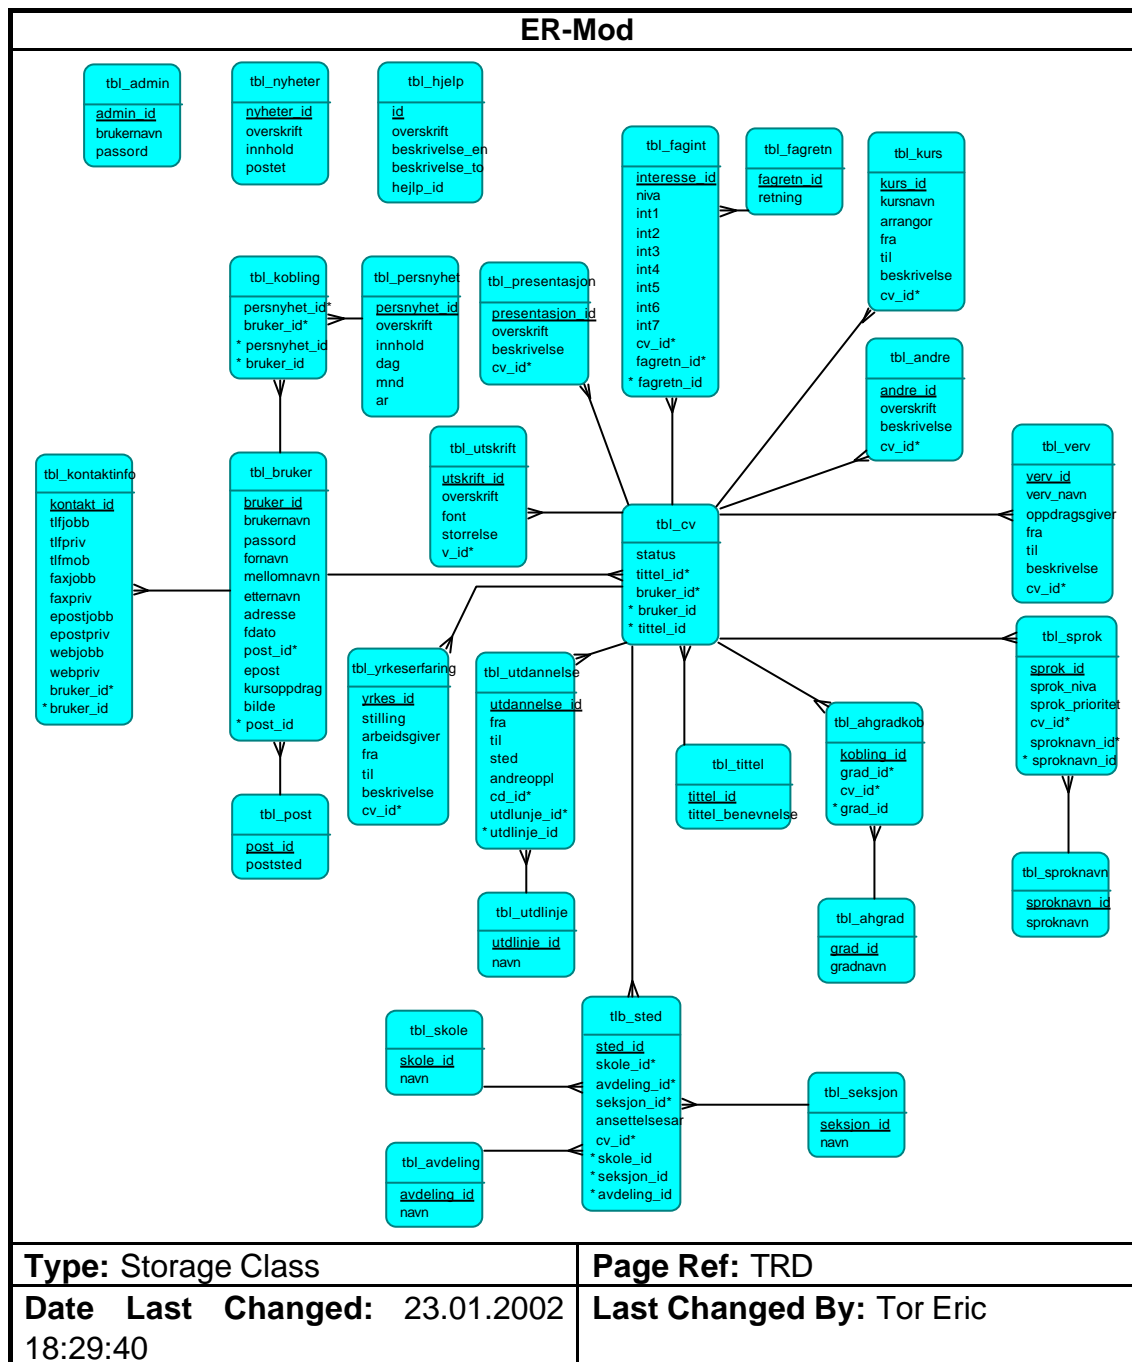 ER-Mod
tbl_admin
admin_id
brukernavn
passord
tbl_nyheter
nyheter_id
overskrift
innhold
postet
tbl_hjelp
id
overskrift
beskrivelse_en
beskrivelse_to
hejlp_id
tbl_fagint
interesse_id
niva
int1
int2
int3
int4
int5
int6
int7
cv_id*
fagretn_id*
* fagretn_id
tbl_fagretn
fagretn_id
retning
tbl_kurs
kurs_id
kursnavn
arrangor
fra
til
beskrivelse
cv_id*
tbl_kobling
persnyhet_id*
bruker_id*
* persnyhet_id
* bruker_id
tbl_persnyhet
persnyhet_id
overskrift
innhold
dag
mnd
ar
tbl_presentasjon
presentasjon_id
overskrift
beskrivelse
cv_id*
tbl_andre
andre_id
overskrift
beskrivelse
cv_id*
tbl_kontaktinfo
kontakt_id
tlfjobb
tlfpriv
tlfmob
faxjobb
faxpriv
epostjobb
epostpriv
webjobb
webpriv
bruker_id*
* bruker_id
tbl_bruker
bruker_id
brukernavn
passord
fornavn
mellomnavn
etternavn
adresse
fdato
post_id*
epost
kursoppdrag
bilde
* post_id
tbl_utskrift
utskrift_id
overskrift
font
storrelse
v_id*
tbl_cv
status
tittel_id*
bruker_id*
* bruker_id
* tittel_id
tbl_verv
verv_id
verv_navn
oppdragsgiver
fra
til
beskrivelse
cv_id*
tbl_yrkeserfaring
yrkes_id
stilling
arbeidsgiver
fra
til
beskrivelse
cv_id*
tbl_utdannelse
utdannelse_id
fra
til
sted
andreoppl
cd_id*
utdlunje_id*
* utdlinje_id
tbl_tittel
tittel_id
tittel_benevnelse
tbl_ahgradkob
kobling_id
grad_id*
cv_id*
* grad_id
tbl_sprok
sprok_id
sprok_niva
sprok_prioritet
cv_id*
sproknavn_id*
* sproknavn_id
tbl_post
post_id
poststed
tbl_utdlinje
utdlinje_id
navn
tbl_ahgrad
grad_id
gradnavn
tbl_sproknavn
sproknavn_id
sproknavn
tbl_skole
skole_id
navn
tlb_sted
sted_id
skole_id*
avdeling_id*
seksjon_id*
ansettelsesar
cv_id*
* skole_id
* seksjon_id
* avdeling_id
tbl_seksjon
seksjon_id
navn
tbl_avdeling
avdeling_id
navn
Type: Storage Class
Page Ref: TRD
Date Last Changed: 23.01.2002
18:29:40
Last Changed By: Tor Eric